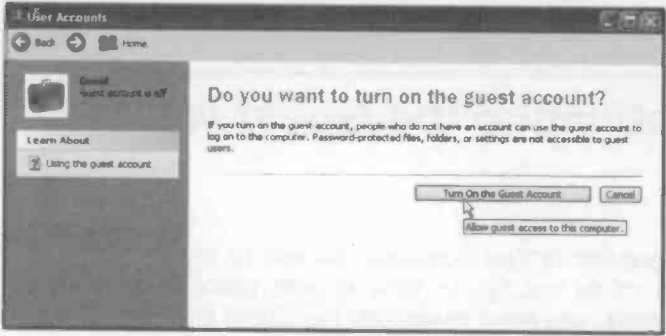 User Accounts
Back Home
Guest
Guest account is off
Learn About
Using the guest account
Do you want to turn on the guest account?
If you turn on the guest account, people who do not have an account can use the guest account to
log on to the computer. Password-protected files, folders, or settings are not accessible to guest
users.
Turn On the Guest Account Cancel
Allow guest access to this computer.